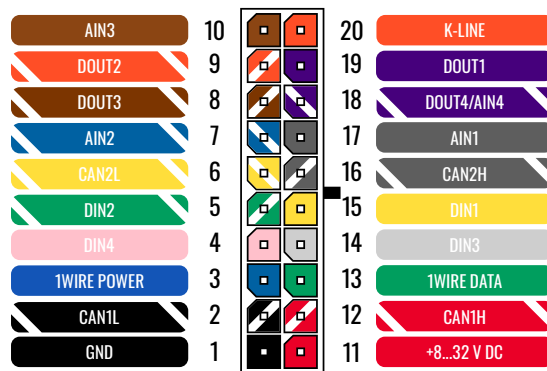 AIN3 10 20 K-LINE
DOUT2 9 19 DOUT1
DOUT3 8 18 DOUT4/AIN4
AIN2 7 17 AIN1
CAN2L 6 16 CAN2H
DIN2 5 15 DIN1
DIN4 4 14 DIN3
1WIRE POWER 3 13 1WIRE DATA
CAN1L 2 12 CAN1H
GND 1 11 +8...32 V DC